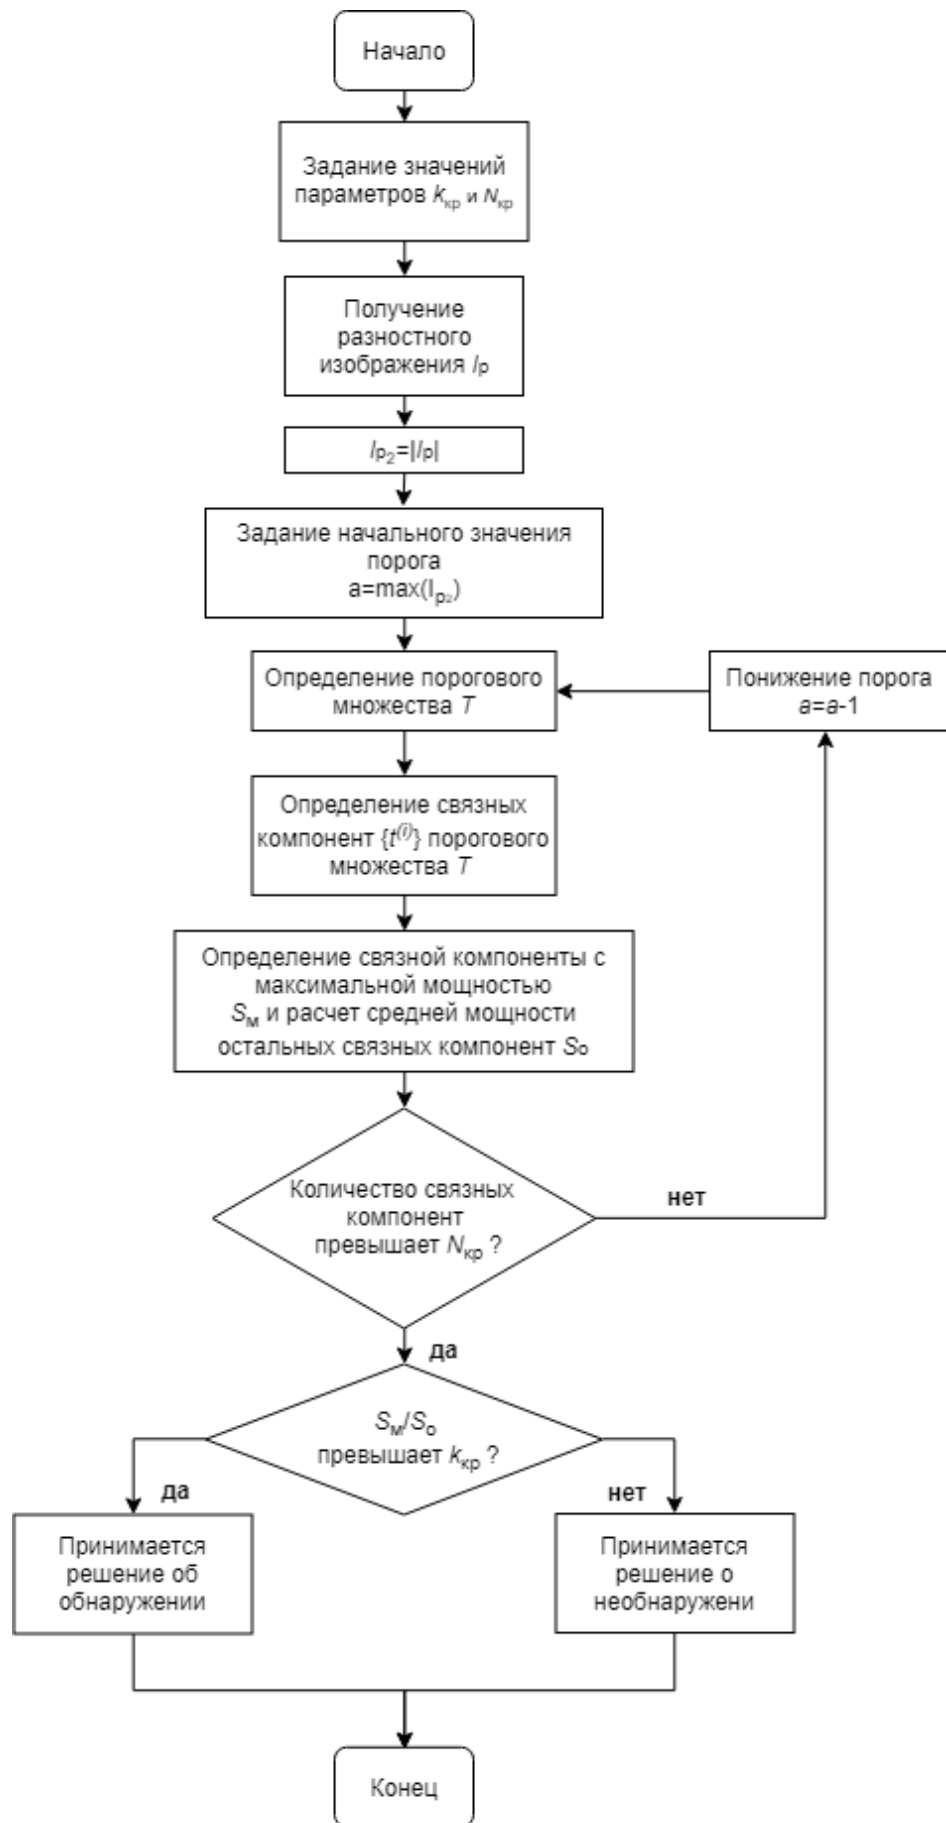 Начало
Задание значений
параметров kкр и Nкр
Получение
разностного
изображения Iр
Iр2=|Iр|
Задание начального значения
порога
a=max(Iр2)
Определение порогового
множества T
Понижение порога
a=a-1
Определение связных
компонент {t(i)} порогового
множества T
Определение связной компоненты с
максимальной мощностью
Sм и расчет средней мощности
остальных связных компонент Sо
Количество связных
компонент
превышает Nкр ?
нет
да
Sм/Sо
превышает kкр ?
да
нет
Принимается
решение об
обнаружении
Принимается
решение о
необнаружени
Конец